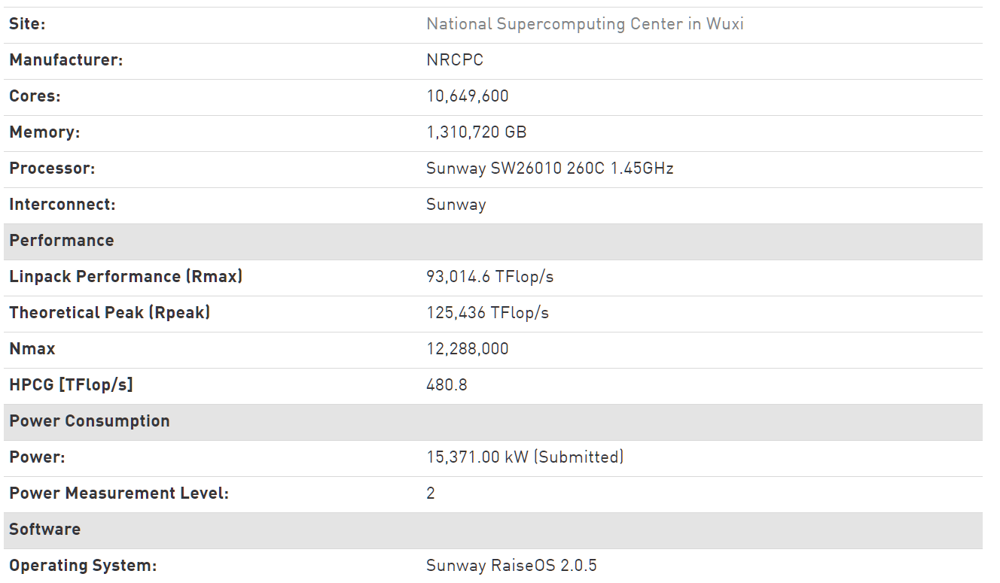 Site: National Supercomputing Center in Wuxi
Manufacturer: NRCPC
Cores: 10,649,600
Memory: 1,310,720 GB
Processor: Sunway SW26010 260C 1.45GHz
Interconnect: Sunway
Performance
Linpack Performance (Rmax) 93,014.6 TFlop/s
Theoretical Peak (Rpeak) 125,436 TFlop/s
Nmax 12,288,000
HPCG [TFlop/s] 480.8
Power Consumption
Power: 15,371.00 kW (Submitted)
Power Measurement Level: 2
Software
Operating System: Sunway RaiseOS 2.0.5